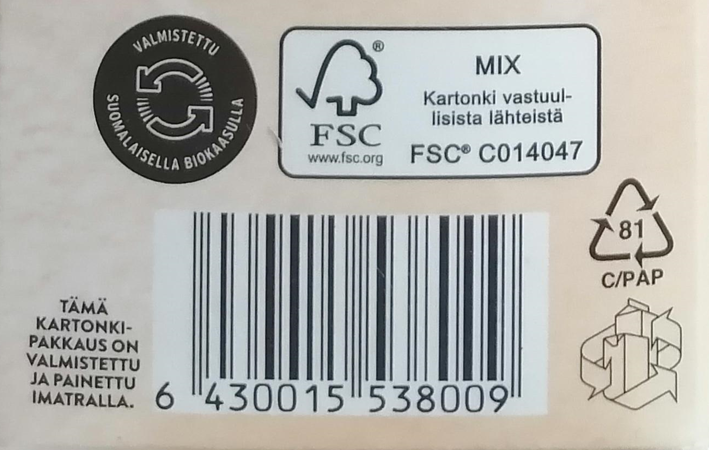 VALMISTETTU
SUOMALAISELLA BIOKAASULLA
®
FSC
www.fsc.org
MIX
Kartonki vastuul-
lisista lähteistä
FSC® C014047
81
C/PAP
TÄMÄ
KARTONKI-
PAKKAUS ON
VALMISTETTU
JA PAINETTU
IMATRALLA.
6 430015 538009